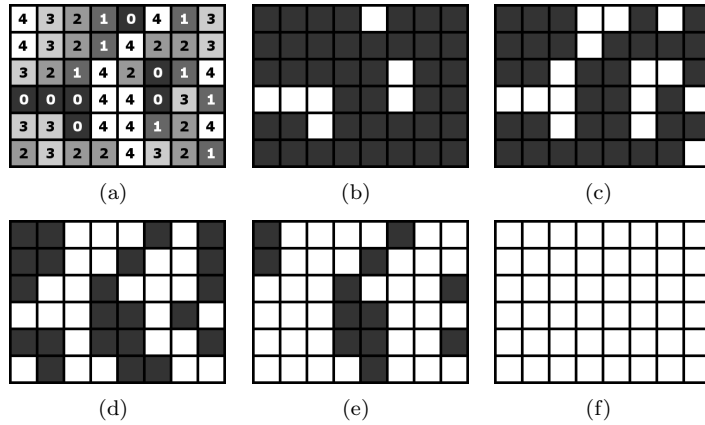 4 3 2 1 0 4 1 3
4 3 2 1 4 2 2 3
3 2 1 4 2 0 1 4
0 0 0 4 4 0 3 1
3 3 0 4 4 1 2 4
2 3 2 2 4 3 2 1
(a) (b) (c)
(d) (e) (f)